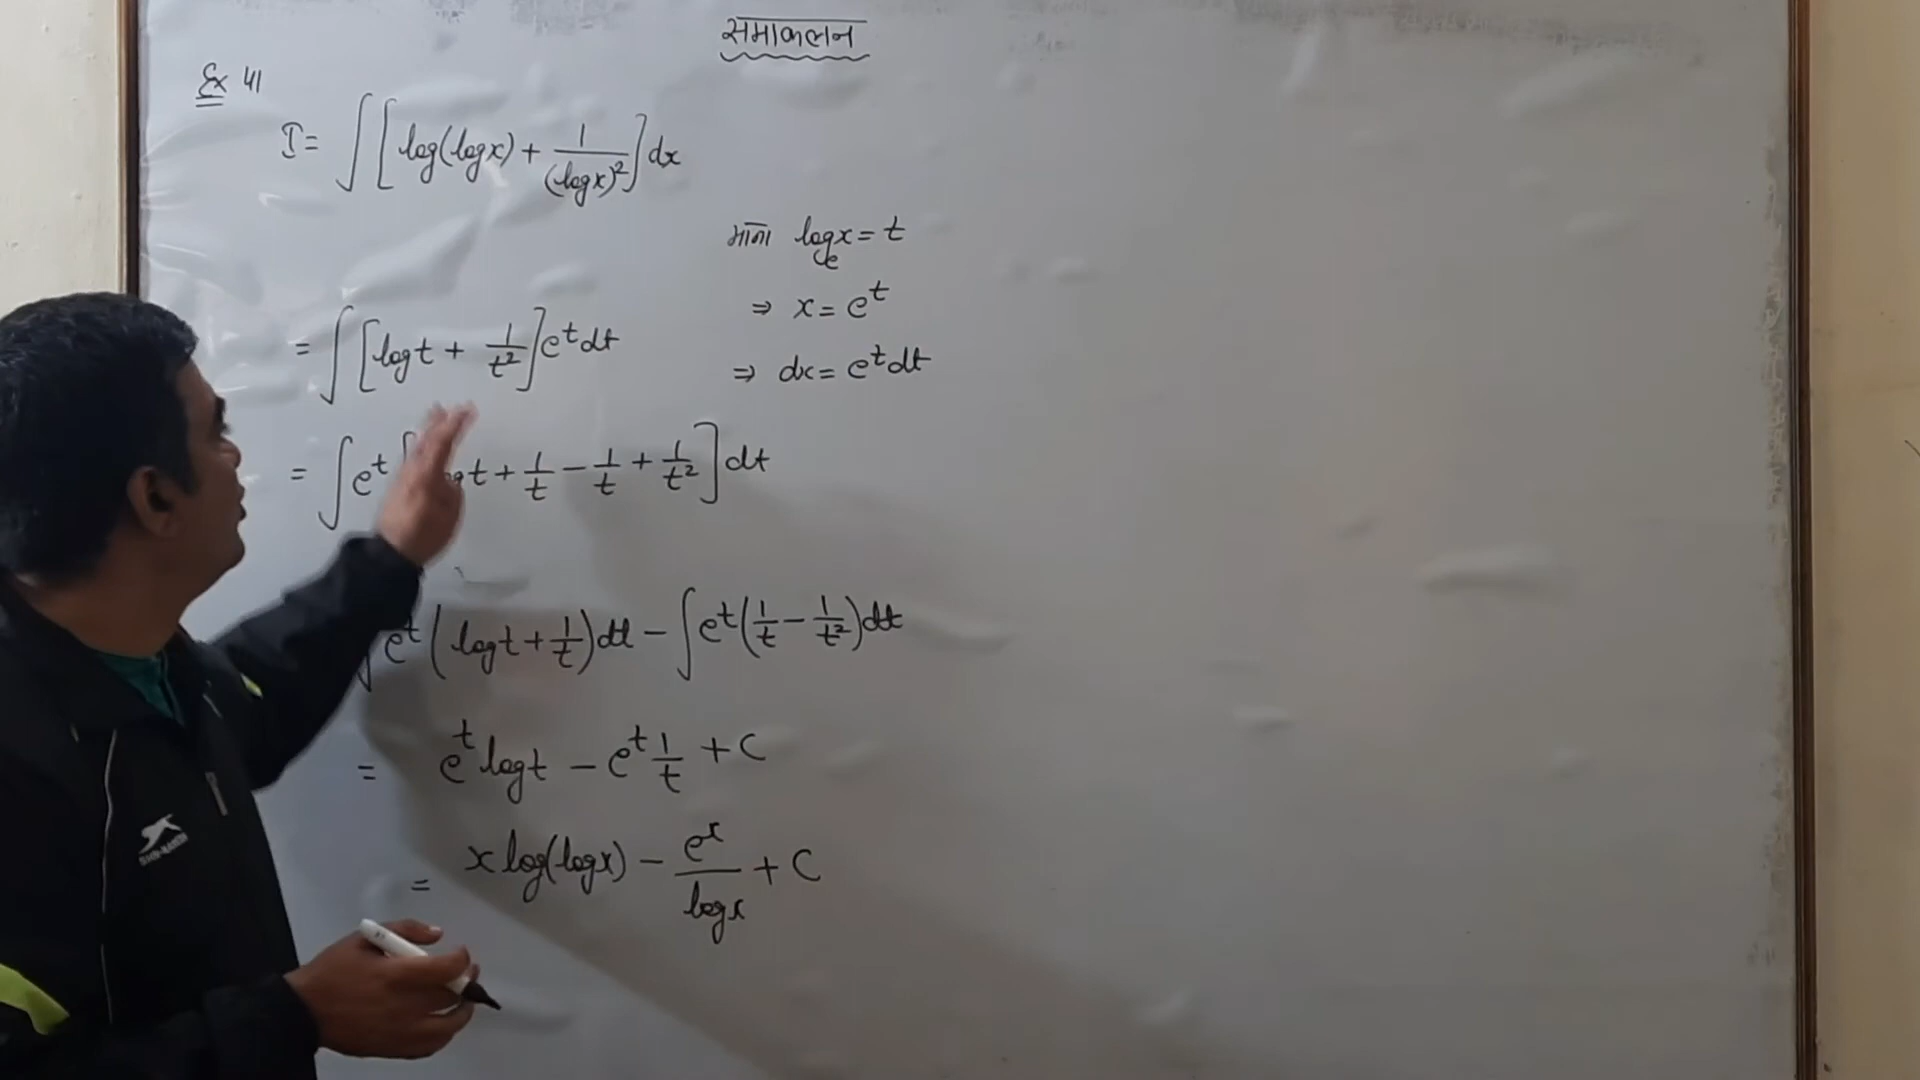 समाकलन
Ex 41
I = ∫ [ log(log x) + 1/(log x)² ] dx
माना logₑx = t
⇒ x = eᵗ
⇒ dx = eᵗ dt
= ∫ [ log t + 1/t² ] eᵗ dt
= ∫ eᵗ [ t + 1/t − 1/t + 1/t² ] dt
∫ eᵗ ( log t + 1/t ) dt − ∫ eᵗ ( 1/t − 1/t² ) dt
= eᵗ log t − eᵗ 1/t + C
= x log(log x) − eˣ/log x + C